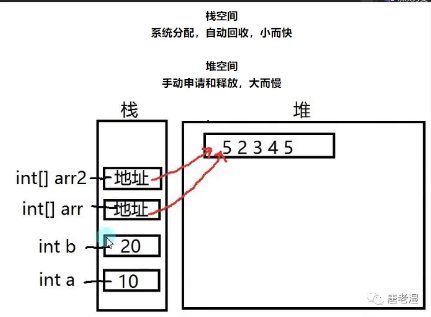 栈空间
系统分配，自动回收，小而快
堆空间
手动申请和释放，大而慢
栈
堆
5 2 3 4 5
int[] arr2
地址
int[] arr
地址
int b
20
int a
10
唐老湿